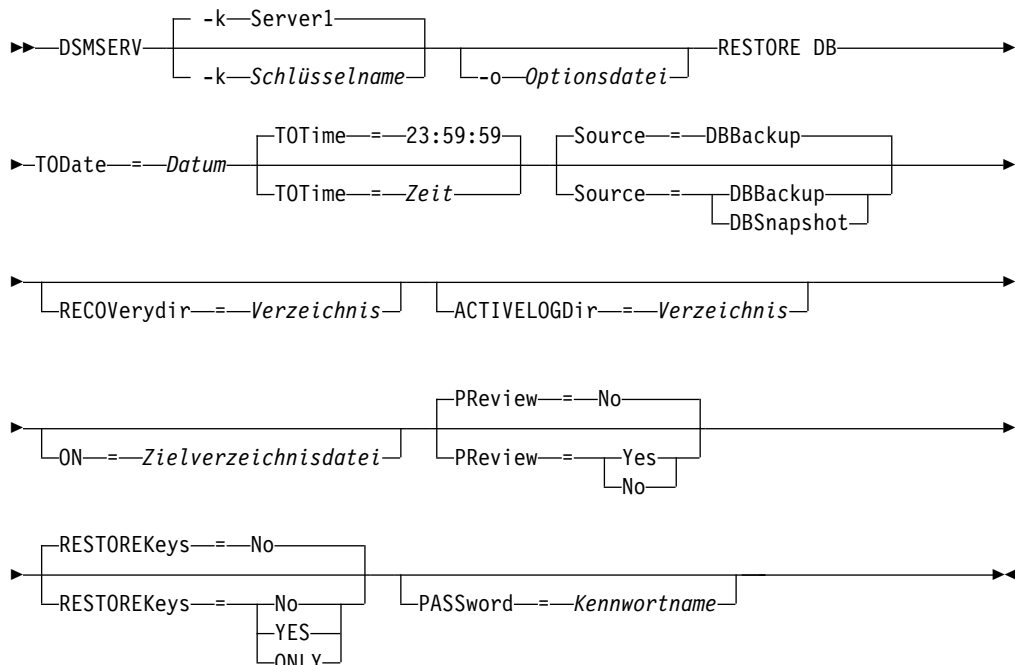 -k Server1
DSMSERV RESTORE DB
-k Schlüsselname -o Optionsdatei
TOTime = 23:59:59 Source = DBBackup
TODate = Datum
TOTime = Zeit Source = DBBackup
DBSnapshot
RECOVerydir = Verzeichnis ACTIVELOGDir = Verzeichnis
PReview = No
ON = Zielverzeichnisdatei PReview = Yes
No
RESTOREKeys = No
RESTOREKeys = No PASSword = Kennwortname
YES
ONLY